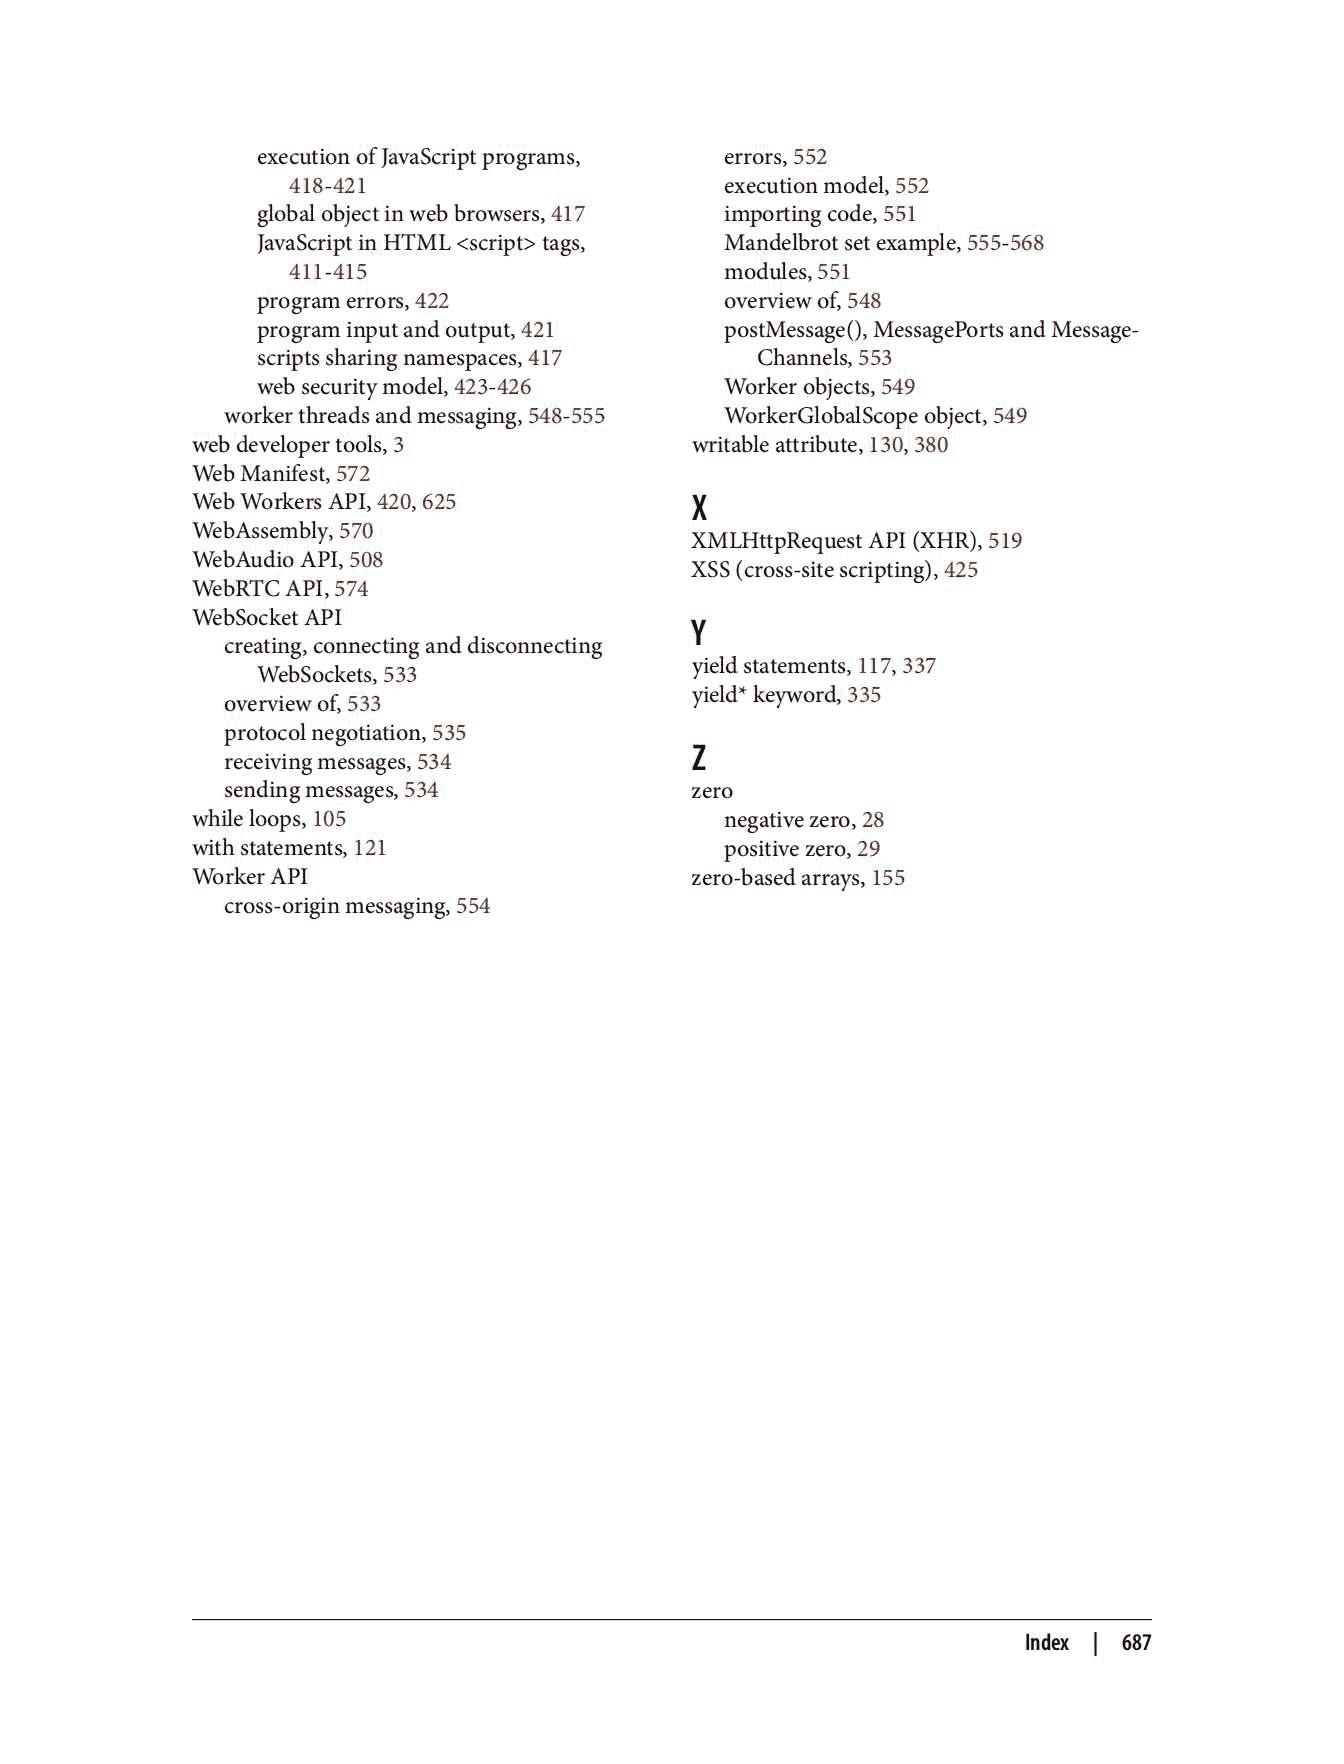 execution of JavaScript programs,
418-421
global object in web browsers, 417
JavaScript in HTML <script> tags,
411-415
program errors, 422
program input and output, 421
scripts sharing namespaces, 417
web security model, 423-426
worker threads and messaging, 548-555
web developer tools, 3
Web Manifest, 572
Web Workers API, 420, 625
WebAssembly, 570
WebAudio API, 508
WebRTC API, 574
WebSocket API
creating, connecting and disconnecting
WebSockets, 533
overview of, 533
protocol negotiation, 535
receiving messages, 534
sending messages, 534
while loops, 105
with statements, 121
Worker API
cross-origin messaging, 554
errors, 552
execution model, 552
importing code, 551
Mandelbrot set example, 555-568
modules, 551
overview of, 548
postMessage(), MessagePorts and Message-
Channels, 553
Worker objects, 549
WorkerGlobalScope object, 549
writable attribute, 130, 380
X
XMLHttpRequest API (XHR), 519
XSS (cross-site scripting), 425
Y
yield statements, 117, 337
yield* keyword, 335
Z
zero
negative zero, 28
positive zero, 29
zero-based arrays, 155
Index | 687